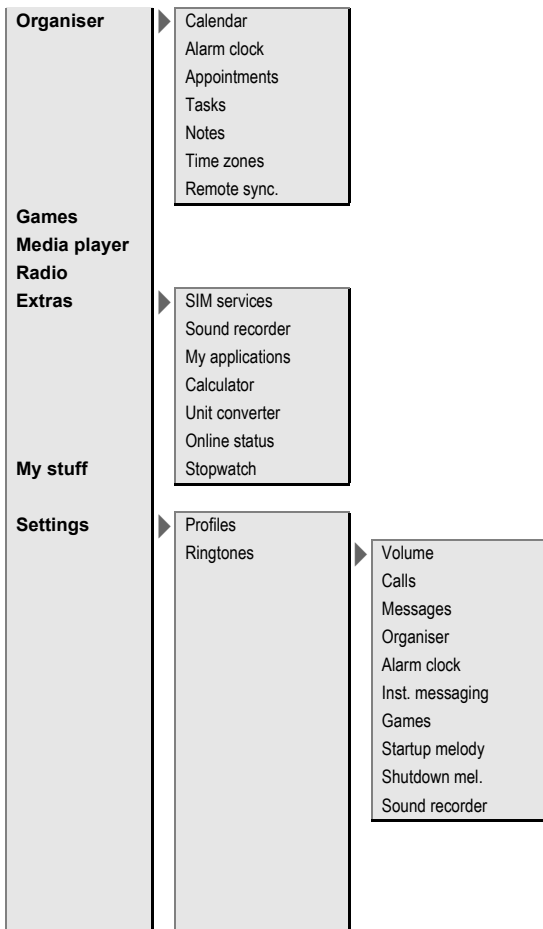 Organiser
Calendar
Alarm clock
Appointments
Tasks
Notes
Time zones
Remote sync.
Games
Media player
Radio
Extras
SIM services
Sound recorder
My applications
Calculator
Unit converter
Online status
My stuff
Stopwatch
Settings
Profiles
Ringtones
Volume
Calls
Messages
Organiser
Alarm clock
Inst. messaging
Games
Startup melody
Shutdown mel.
Sound recorder